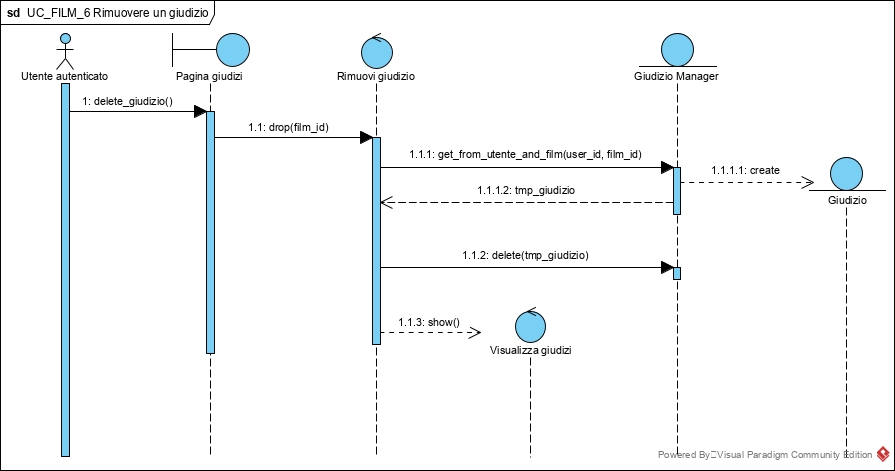 sd UC_FILM_6 Rimuovere un giudizio
Utente autenticato
Pagina giudizi
Rimuovi giudizio
Giudizio Manager
1: delete_giudizio()
1.1: drop(film_id)
1.1.1: get_from_utente_and_film(user_id, film_id)
1.1.1.1: create
1.1.1.2: tmp_giudizio
Giudizio
1.1.2: delete(tmp_giudizio)
1.1.3: show()
Visualizza giudizi
Powered By Visual Paradigm Community Edition